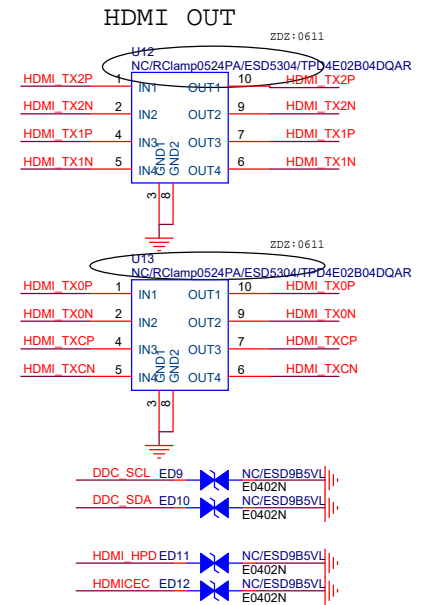 HDMI OUT
ZDZ:0611
U12
NC/RClamp0524PA/ESD5304/TPD4E02B04DQAR
HDMI_TX2P 1 IN1 OUT1 10 HDMI_TX2P
HDMI_TX2N 2 IN2 OUT2 9 HDMI_TX2N
HDMI_TX1P 4 IN3 OUT3 7 HDMI_TX1P
HDMI_TX1N 5 IN4 OUT4 6 HDMI_TX1N
GND1 GND2
3 8
ZDZ:0611
U13
NC/RClamp0524PA/ESD5304/TPD4E02B04DQAR
HDMI_TX0P 1 IN1 OUT1 10 HDMI_TX0P
HDMI_TX0N 2 IN2 OUT2 9 HDMI_TX0N
HDMI_TXCP 4 IN3 OUT3 7 HDMI_TXCP
HDMI_TXCN 5 IN4 OUT4 6 HDMI_TXCN
GND1 GND2
3 8
DDC_SCL ED9 NC/ESD9B5VL
E0402N
DDC_SDA ED10 NC/ESD9B5VL
E0402N
HDMI_HPD ED11 NC/ESD9B5VL
E0402N
HDMICEC ED12 NC/ESD9B5VL
E0402N